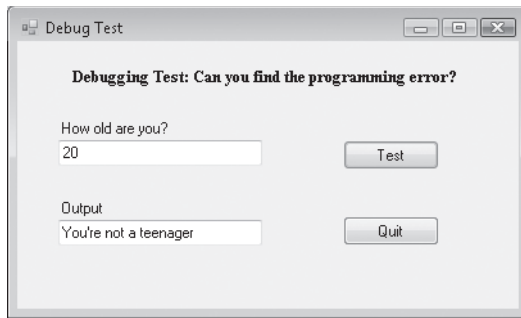 Debug Test
Debugging Test: Can you find the programming error?
How old are you?
20
Test
Output
You're not a teenager
Quit